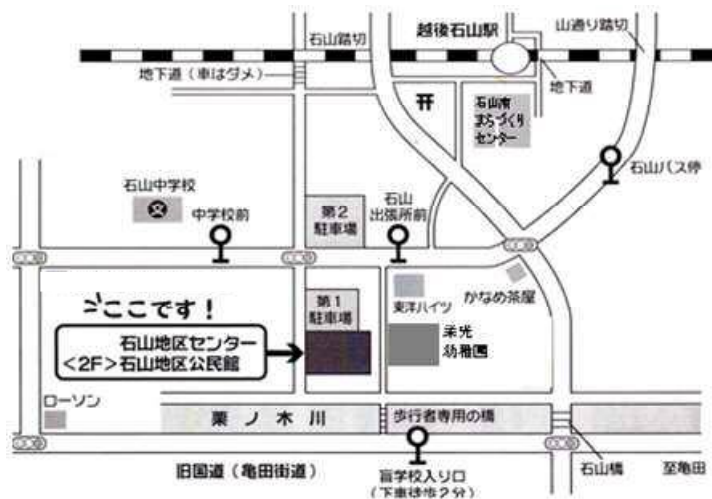 石山踏切
越後石山駅
山通り踏切
地下道(車はダメ)
地下道
石山南
まちづくり
センター
石山バス停
石山中学校
文
中学校前
第2
駐車場
石山
出張所前
ここです!
第1
駐車場
東洋ハイツ
かなめ茶屋
栄光
幼稚園
石山地区センター
<2F>石山地区公民館
ローソン
栗ノ木川
歩行者専用の橋
旧国道(亀田街道)
盲学校入り口
(下車徒歩2分)
石山橋
至亀田